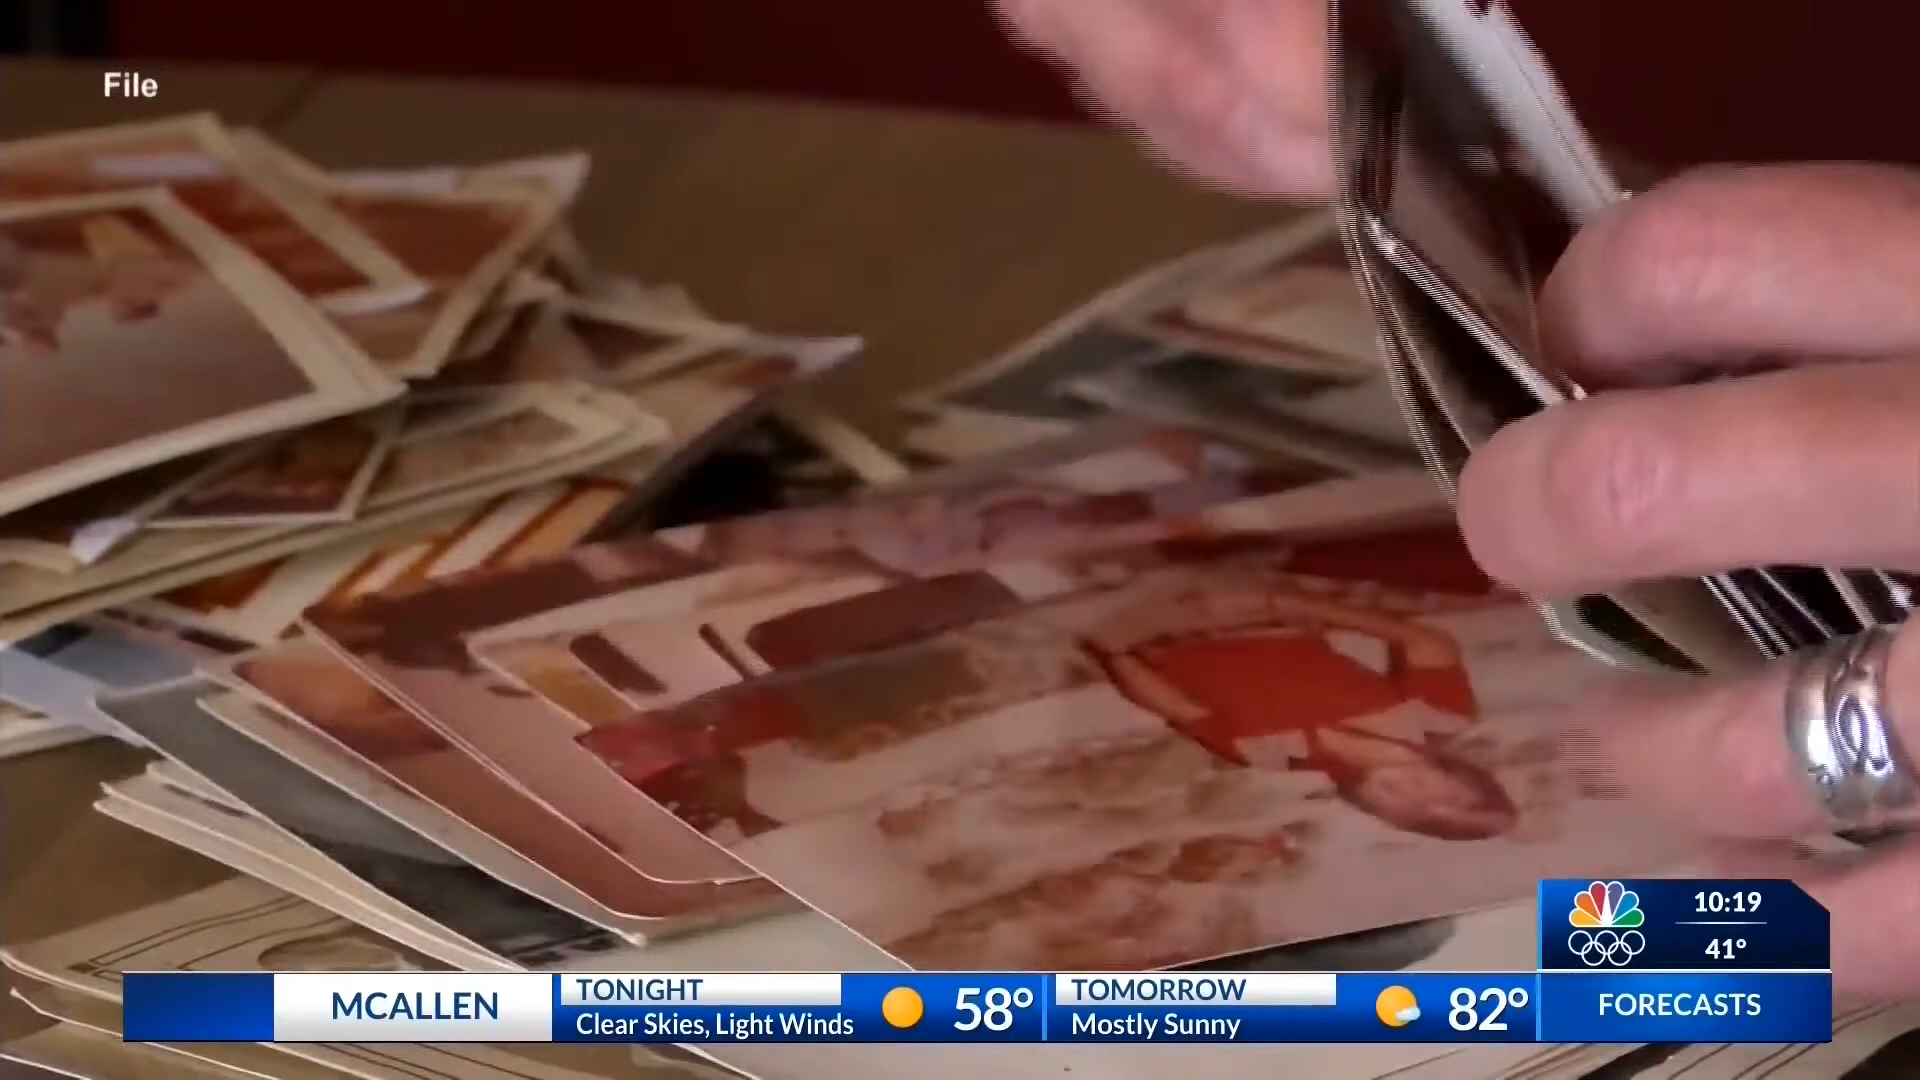 File
10:19
41°
MCALLEN
TONIGHT
Clear Skies, Light Winds
58°
TOMORROW
Mostly Sunny
82°
FORECASTS